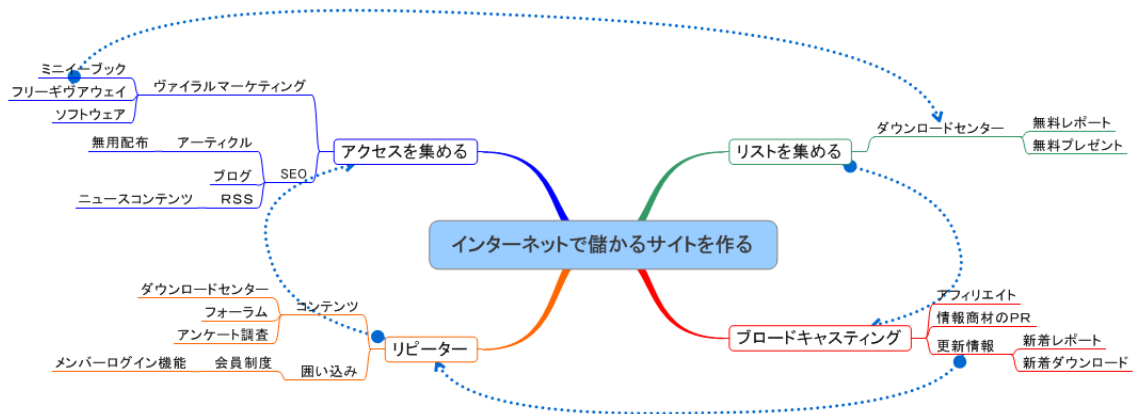 ミニイーブック
フリーギヴアウェイ
ソフトウェア
ヴァイラルマーケティング
無用配布
アーティクル
ブログ
ニュースコンテンツ
RSS
SEO
アクセスを集める
リストを集める
ダウンロードセンター
無料レポート
無料プレゼント
インターネットで儲かるサイトを作る
ダウンロードセンター
フォーラム
アンケート調査
コンテンツ
メンバーログイン機能
会員制度
囲い込み
リピーター
ブロードキャスティング
アフィリエイト
情報商材のPR
更新情報
新着レポート
新着ダウンロード